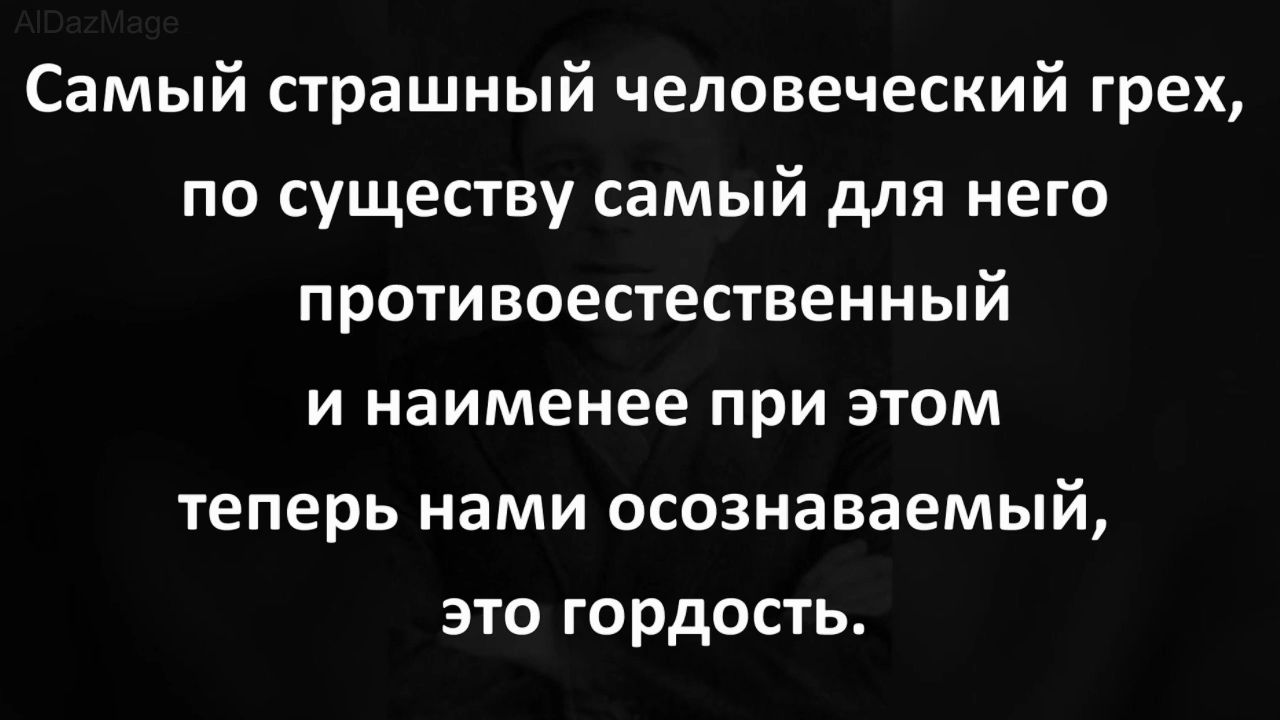 AlDazMage
Самый страшный человеческий грех,
по существу самый для него
противоестественный
и наименее при этом
теперь нами осознаваемый,
это гордость.